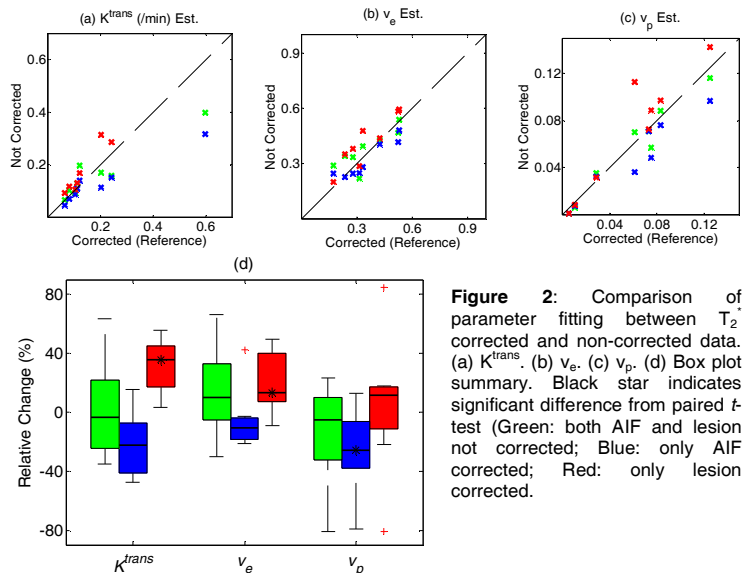 (a) K^trans (/min) Est.
(b) v_e Est.
(c) v_p Est.
Not Corrected
0.6
0.4
0.2
0.2 0.4 0.6
Corrected (Reference)
Not Corrected
0.9
0.6
0.3
0.3 0.6 0.9
Corrected (Reference)
Not Corrected
0.12
0.08
0.04
0.04 0.08 0.12
Corrected (Reference)
(d)
Relative Change (%)
80
40
0
-40
-80
K^trans v_e v_p
Figure 2: Comparison of
parameter fitting between T_2^*
corrected and non-corrected data.
(a) K^trans. (b) v_e. (c) v_p. (d) Box plot
summary. Black star indicates
significant difference from paired t-
test (Green: both AIF and lesion
not corrected; Blue: only AIF
corrected; Red: only lesion
corrected.